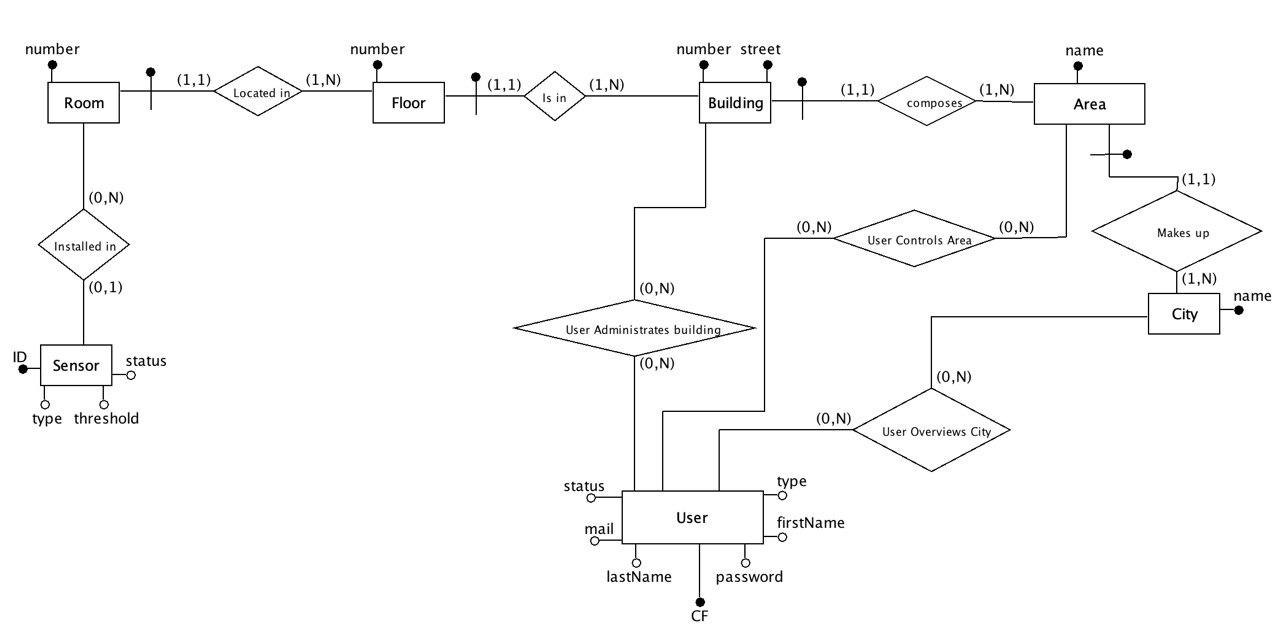 number
number
number street
name
(1,1)
(1,N)
(1,1)
(1,N)
(1,1)
(1,N)
Room
Located in
Floor
Is in
Building
composes
Area
(0,N)
(1,1)
(0,N)
(0,N)
User Controls Area
Makes up
Installed in
(0,1)
(0,N)
(1,N)
name
City
User Administrates building
ID
Sensor
status
(0,N)
(0,N)
type threshold
(0,N)
User Overviews City
status
type
User
mail
firstName
lastName
password
CF